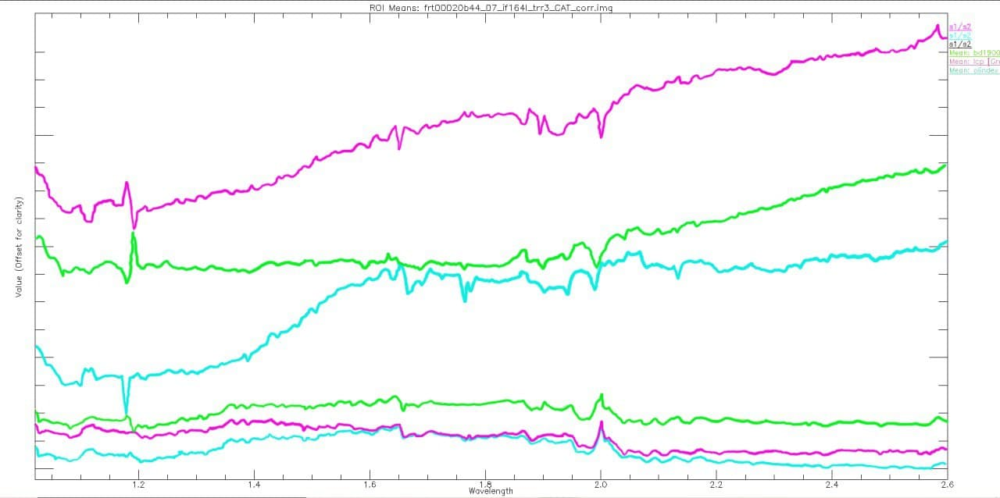 ROI Means: frt00020b44_07_if164l_trr3_CAT_corr.img
s1/s2
s1/s2
s1/s2
Mean: bd1900
Mean: lcp [Gre
Mean: olindex
Value (Offset for clarity)
1.2 1.4 1.6 1.8 2.0 2.2 2.4 2.6
Wavelength